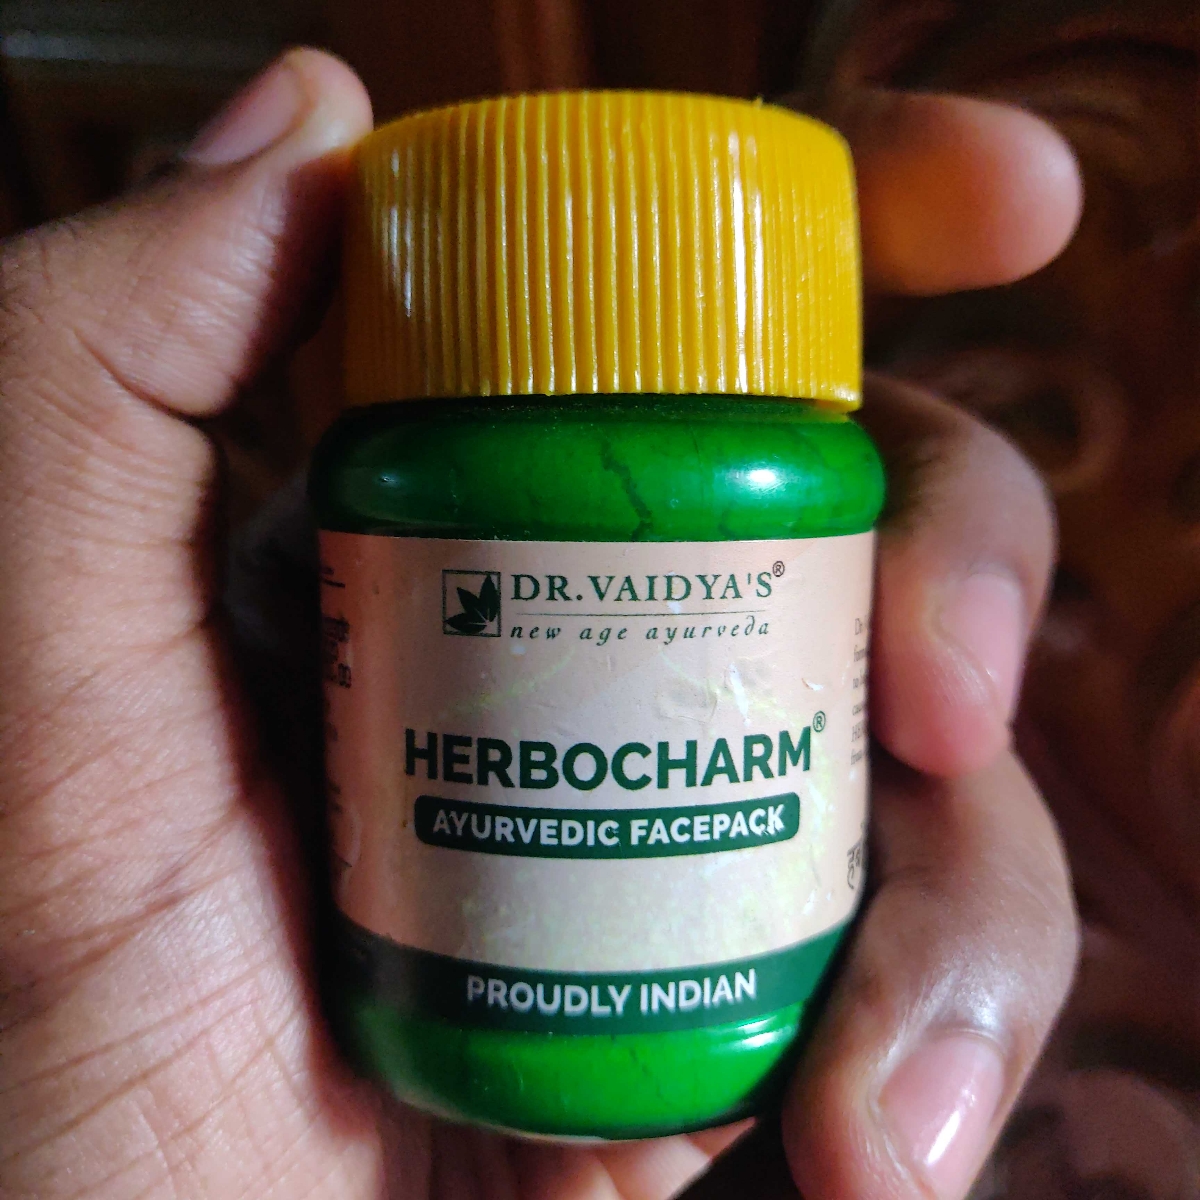 DR.VAIDYA'S®
new age ayurveda
HERBOCHARM®
AYURVEDIC FACEPACK
PROUDLY INDIAN